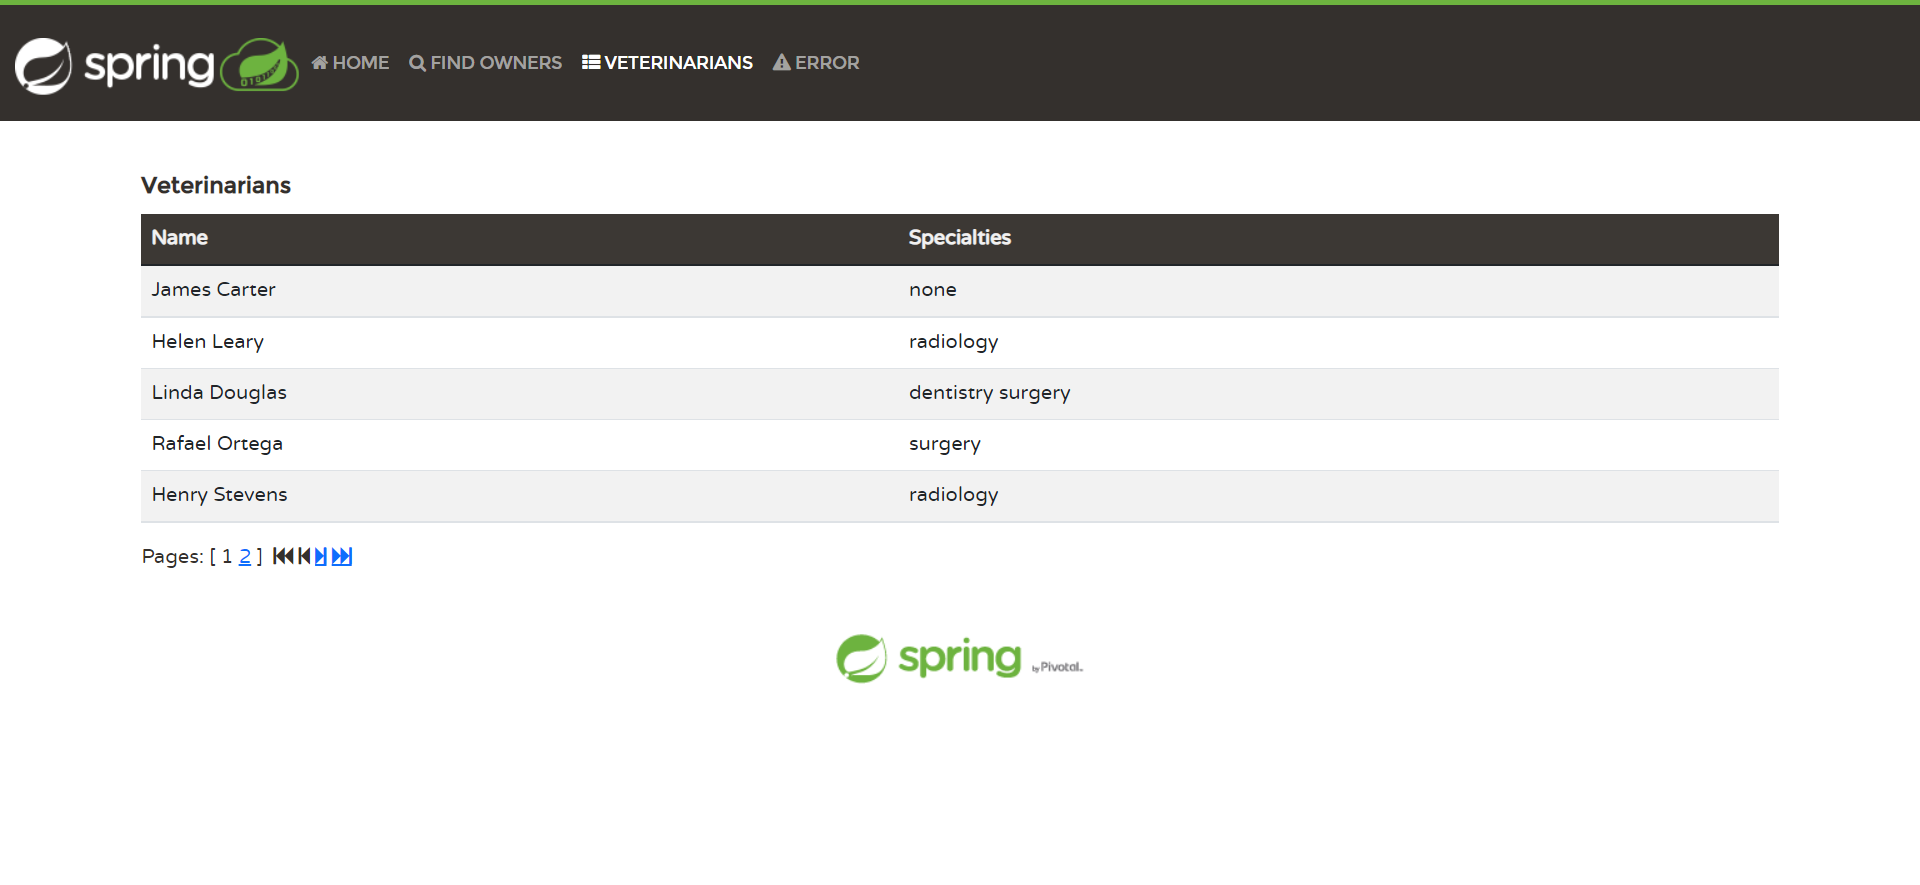 spring HOME FIND OWNERS VETERINARIANS ERROR
Veterinarians
Name Specialties
James Carter none
Helen Leary radiology
Linda Douglas dentistry surgery
Rafael Ortega surgery
Henry Stevens radiology
Pages: [ 1 2 ]
spring by Pivotal.